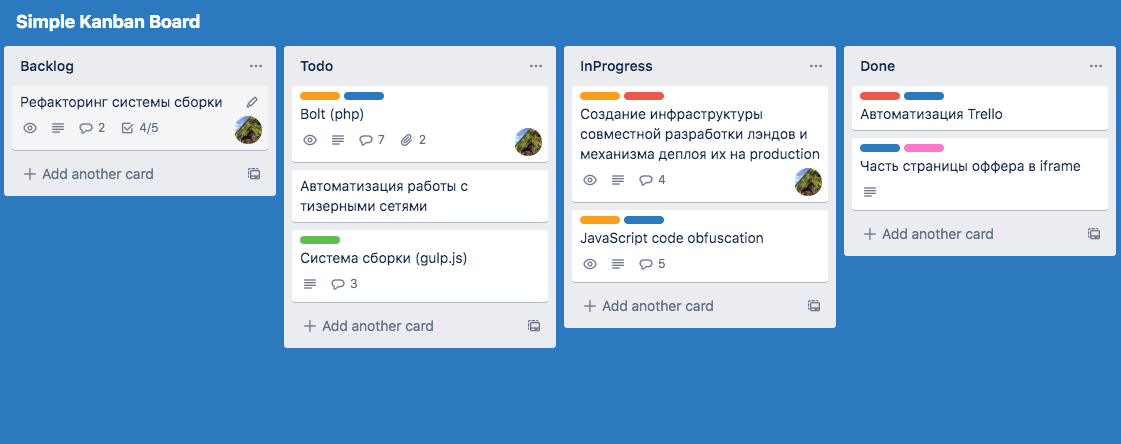 Simple Kanban Board
Backlog
Рефакторинг системы сборки
2 4/5
Add another card
Todo
Bolt (php)
7 2
Автоматизация работы с
тизерными сетями
Система сборки (gulp.js)
3
Add another card
InProgress
Создание инфраструктуры
совместной разработки лэндов и
механизма деплоя их на production
4
JavaScript code obfuscation
5
Add another card
Done
Автоматизация Trello
Часть страницы оффера в iframe
Add another card